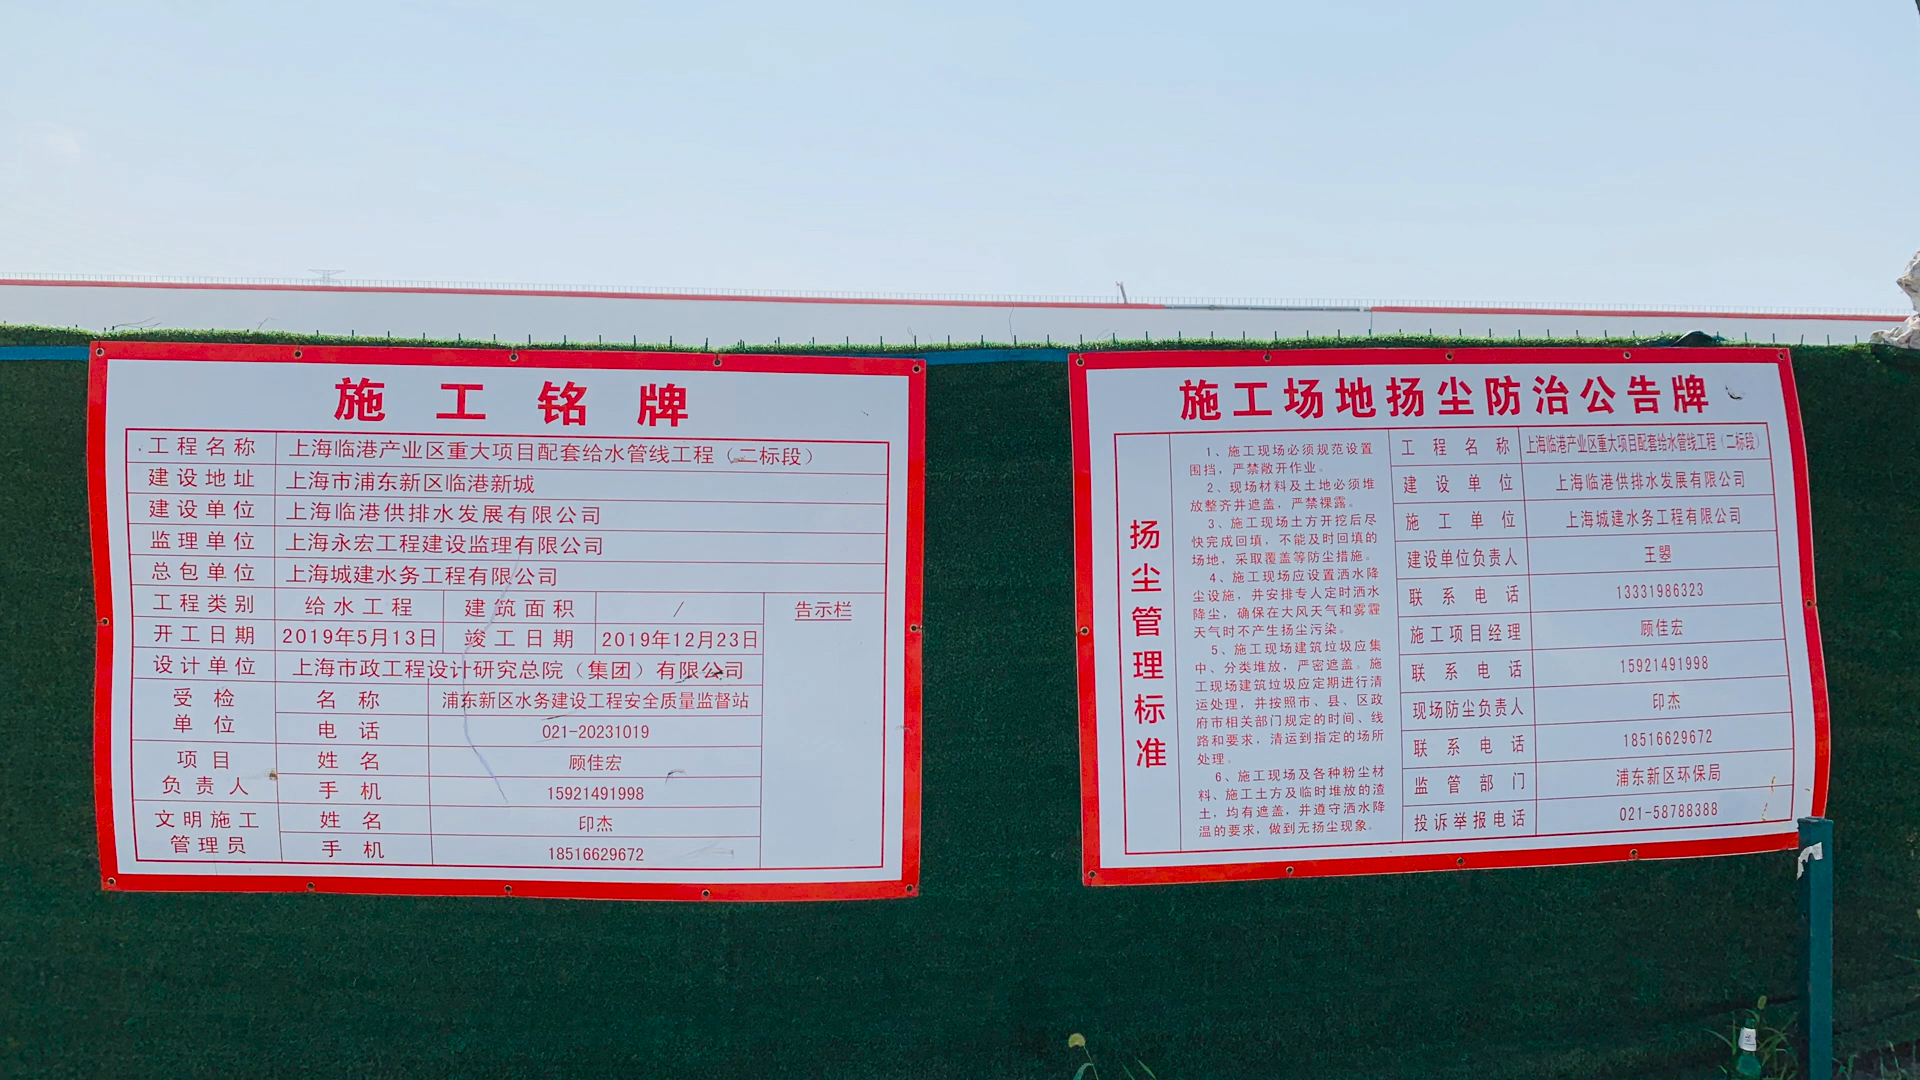 施工铭牌
工程名称 上海临港产业区重大项目配套给水管线工程（二标段）
建设地址 上海市浦东新区临港新城
建设单位 上海临港供排水发展有限公司
监理单位 上海永宏工程建设监理有限公司
总包单位 上海城建水务工程有限公司
工程类别 给水工程 建筑面积 / 告示栏
开工日期 2019年5月13日 竣工日期 2019年12月23日
设计单位 上海市政工程设计研究总院（集团）有限公司
受检单位 名称 浦东新区水务建设工程安全质量监督站
电话 021-20231019
项目负责人 姓名 顾佳宏
手机 15921491998
文明施工管理员 姓名 印杰
手机 18516629672
施工场地扬尘防治公告牌
扬尘管理标准
1、施工现场必须规范设置
围挡，严禁敞开作业。
2、现场材料及土地必须堆
放整齐并遮盖，严禁裸露。
3、施工现场土方开挖后尽
快完成回填，不能及时回填的
场地，采取覆盖等防尘措施。
4、施工现场应设置洒水降
尘设施，并安排专人定时洒水
降尘，确保在大风天气和雾霾
天气时不产生扬尘污染。
5、施工现场建筑垃圾应集
中、分类堆放，严密遮盖。施
工现场建筑垃圾应定期进行清
运处理，并按照市、县、区政
府市相关部门规定的时间、线
路和要求，清运到指定的场所
处理。
6、施工现场及各种粉尘材
料、施工土方及临时堆放的渣
土，均有遮盖，并遵守洒水降
温的要求，做到无扬尘现象。
工程名称 上海临港产业区重大项目配套给水管线工程（二标段）
建设单位 上海临港供排水发展有限公司
施工单位 上海城建水务工程有限公司
建设单位负责人 王曌
联系电话 13331986323
施工项目经理 顾佳宏
联系电话 15921491998
现场防尘负责人 印杰
联系电话 18516629672
监管部门 浦东新区环保局
投诉举报电话 021-58788388